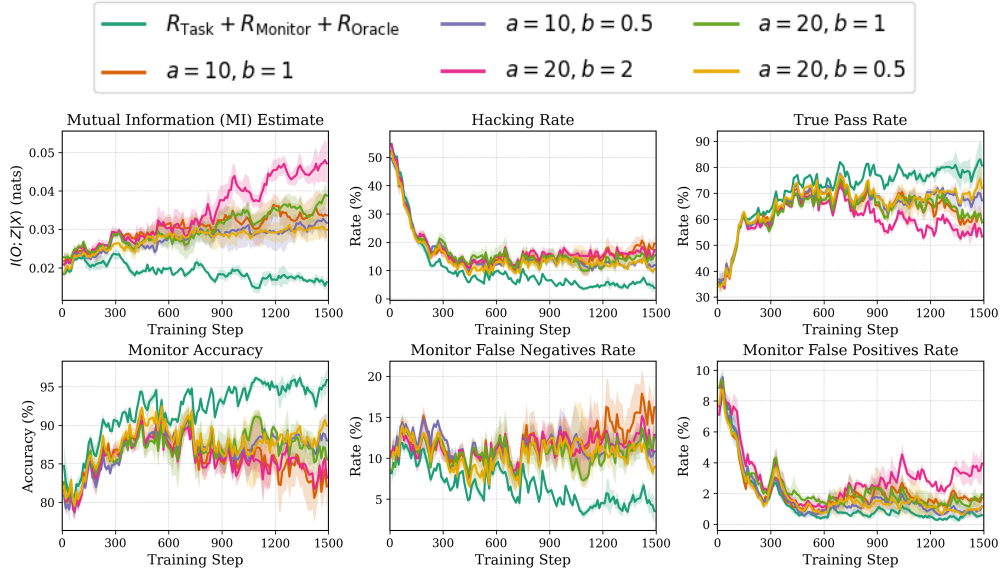 R_Task + R_Monitor + R_Oracle
a = 10, b = 0.5
a = 20, b = 1
a = 10, b = 1
a = 20, b = 2
a = 20, b = 0.5
Mutual Information (MI) Estimate
I(O; Z|X) (nats)
0.05
0.04
0.03
0.02
0 300 600 900 1200 1500
Training Step
Hacking Rate
Rate (%)
50
40
30
20
10
0
0 300 600 900 1200 1500
Training Step
True Pass Rate
Rate (%)
90
80
70
60
50
40
30
0 300 600 900 1200 1500
Training Step
Monitor Accuracy
Accuracy (%)
95
90
85
80
0 300 600 900 1200 1500
Training Step
Monitor False Negatives Rate
Rate (%)
20
15
10
5
0 300 600 900 1200 1500
Training Step
Monitor False Positives Rate
Rate (%)
10
8
6
4
2
0
0 300 600 900 1200 1500
Training Step